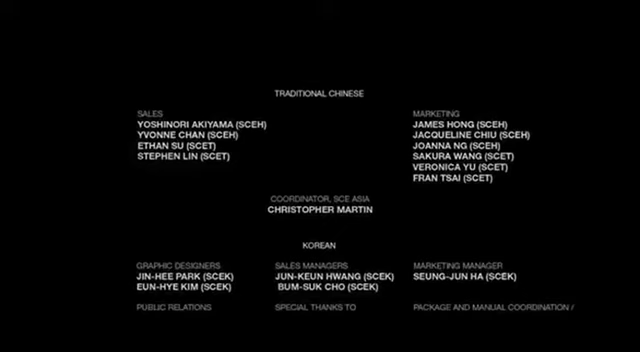 TRADITIONAL CHINESE
SALES
YOSHINORI AKIYAMA (SCEH)
YVONNE CHAN (SCEH)
ETHAN SU (SCET)
STEPHEN LIN (SCET)
MARKETING
JAMES HONG (SCEH)
JACQUELINE CHIU (SCEH)
JOANNA NG (SCEH)
SAKURA WANG (SCET)
VERONICA YU (SCET)
FRAN TSAI (SCET)
COORDINATOR, SCE ASIA
CHRISTOPHER MARTIN
KOREAN
GRAPHIC DESIGNERS
JIN-HEE PARK (SCEK)
EUN-HYE KIM (SCEK)
SALES MANAGERS
JUN-KEUN HWANG (SCEK)
BUM-SUK CHO (SCEK)
MARKETING MANAGER
SEUNG-JUN HA (SCEK)
PUBLIC RELATIONS
SPECIAL THANKS TO
PACKAGE AND MANUAL COORDINATION /